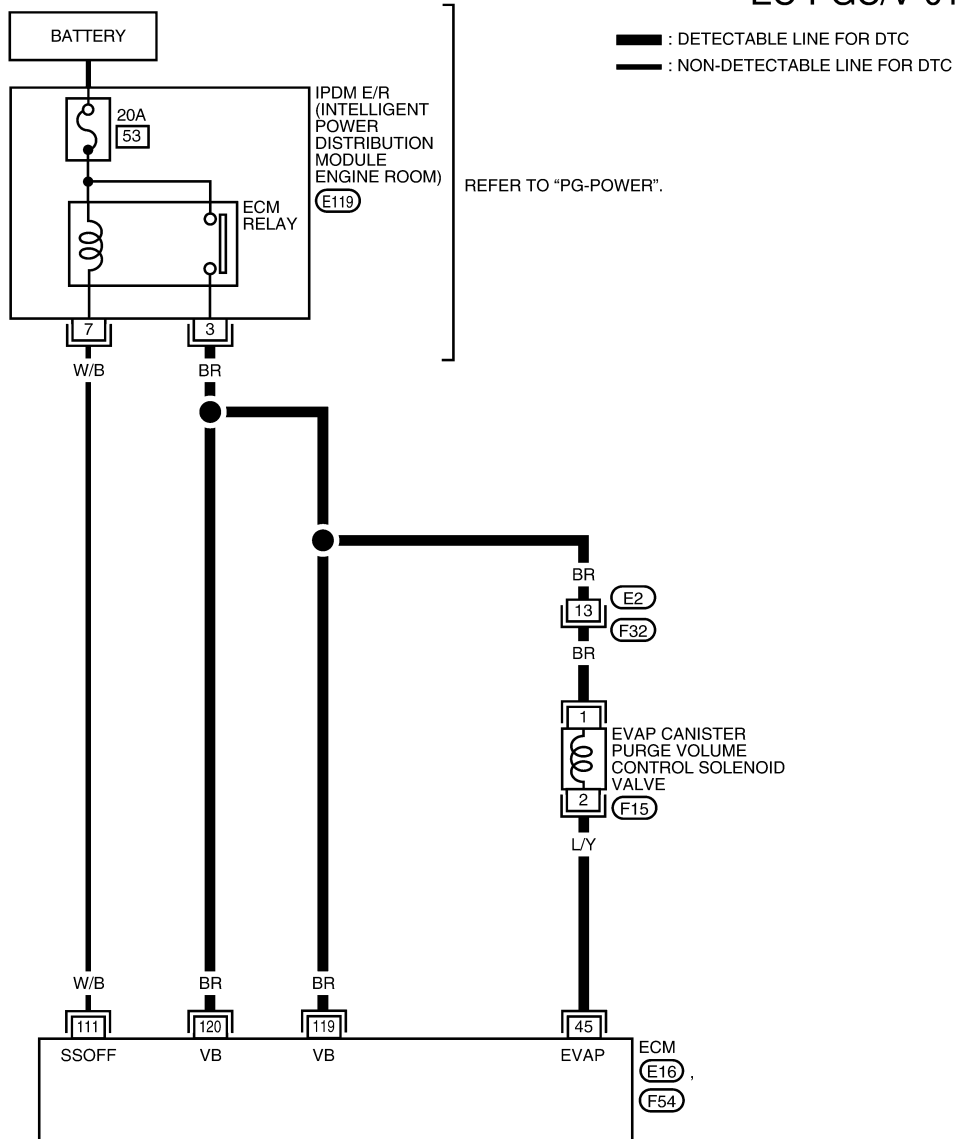 BATTERY
: DETECTABLE LINE FOR DTC
: NON-DETECTABLE LINE FOR DTC
20A
53
IPDM E/R
(INTELLIGENT
POWER
DISTRIBUTION
MODULE
ENGINE ROOM)
E119
REFER TO “PG-POWER”.
ECM
RELAY
7
3
W/B
BR
BR
13
E2
F32
BR
1
EVAP CANISTER
PURGE VOLUME
CONTROL SOLENOID
VALVE
2
F15
L/Y
W/B
BR
BR
111
120
119
45
SSOFF
VB
VB
EVAP
ECM
E16 ,
F54